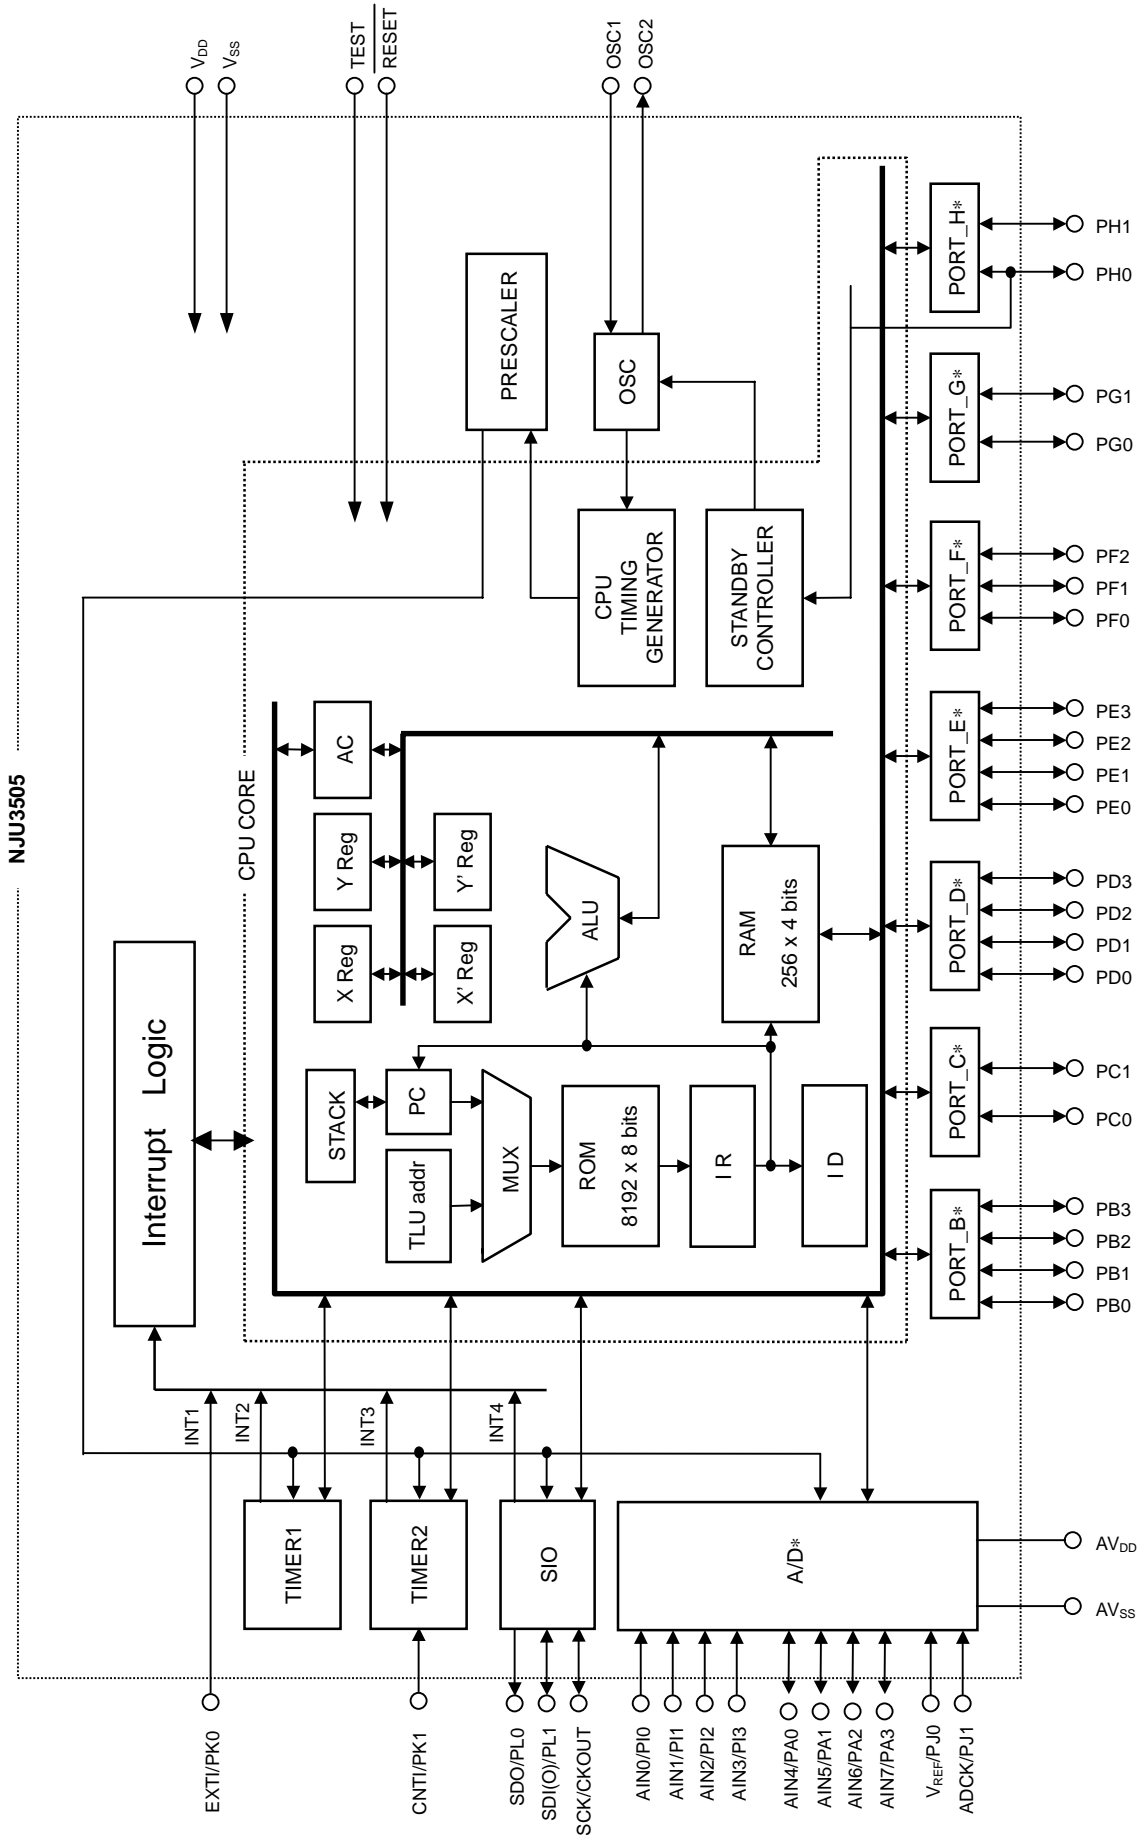 NJU3505
VDD
VSS
TEST
RESET
OSC1
OSC2
PRESCALER
OSC
CPU CORE
CPU
TIMING
GENERATOR
STANDBY
CONTROLLER
Interrupt Logic
AC
Y Reg
X Reg
Y' Reg
X' Reg
ALU
RAM
256 x 4 bits
STACK
PC
TLU addr
MUX
ROM
8192 x 8 bits
I R
I D
INT1
INT2
INT3
INT4
TIMER1
TIMER2
SIO
A/D*
AVDD
AVSS
EXTI/PK0
CNTI/PK1
SDO/PL0
SDI(O)/PL1
SCK/CKOUT
AIN0/PI0
AIN1/PI1
AIN2/PI2
AIN3/PI3
AIN4/PA0
AIN5/PA1
AIN6/PA2
AIN7/PA3
VREF/PJ0
ADCK/PJ1
PORT_B*
PB0
PB1
PB2
PB3
PORT_C*
PC0
PC1
PORT_D*
PD0
PD1
PD2
PD3
PORT_E*
PE0
PE1
PE2
PE3
PORT_F*
PF0
PF1
PF2
PORT_G*
PG0
PG1
PORT_H*
PH0
PH1